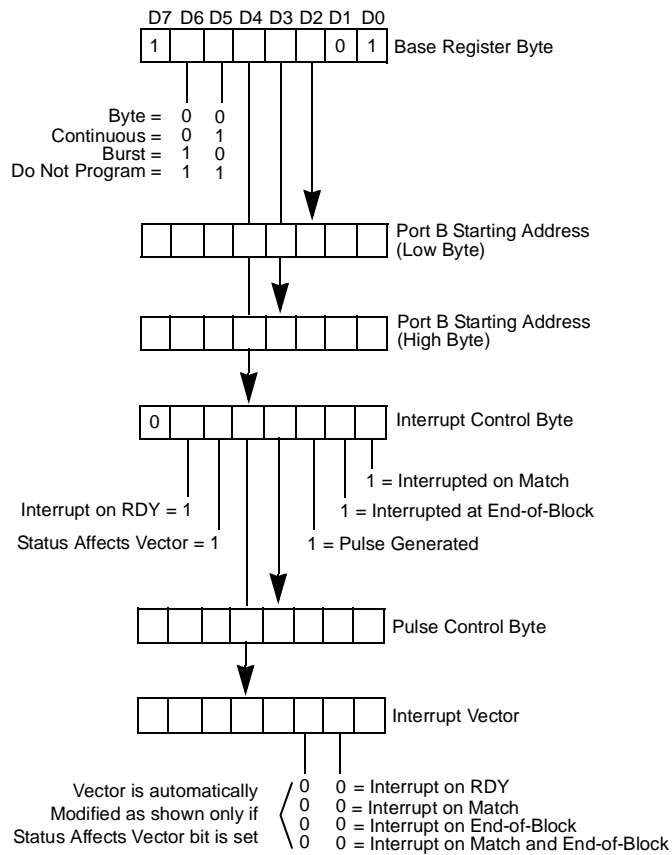 D7 D6 D5 D4 D3 D2 D1 D0
1 0 1 Base Register Byte
Byte = 0 0
Continuous = 0 1
Burst = 1 0
Do Not Program = 1 1
Port B Starting Address
(Low Byte)
Port B Starting Address
(High Byte)
0 Interrupt Control Byte
1 = Interrupted on Match
Interrupt on RDY = 1
1 = Interrupted at End-of-Block
Status Affects Vector = 1
1 = Pulse Generated
Pulse Control Byte
Interrupt Vector
Vector is automatically
Modified as shown only if
Status Affects Vector bit is set
0 0 = Interrupt on RDY
0 0 = Interrupt on Match
0 0 = Interrupt on End-of-Block
0 0 = Interrupt on Match and End-of-Block